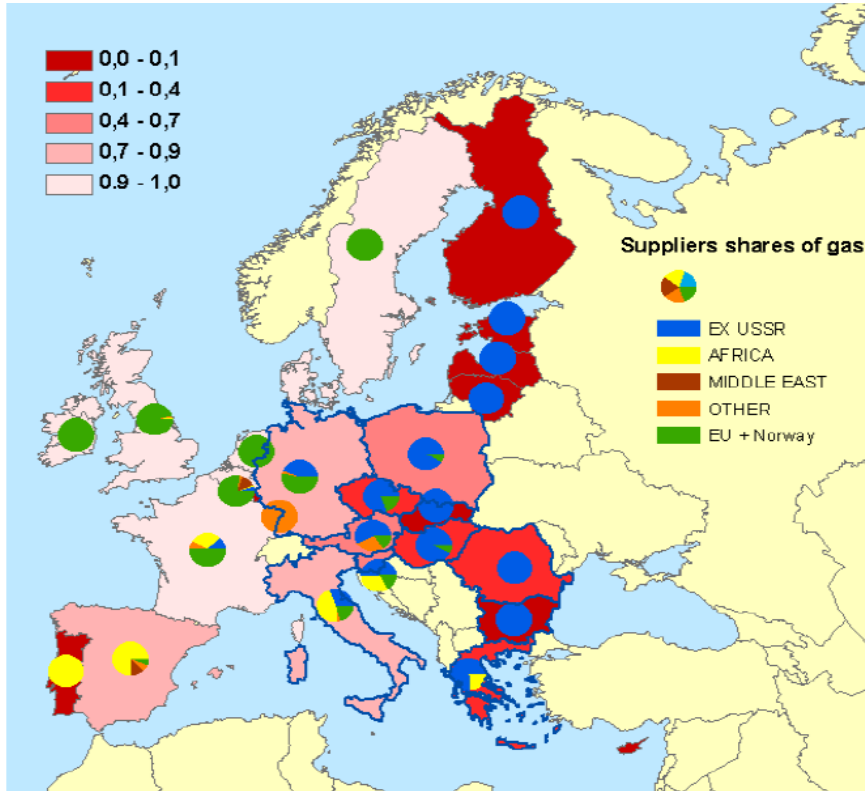 0,0 - 0,1
0,1 - 0,4
0,4 - 0,7
0,7 - 0,9
0.9 - 1,0
Suppliers shares of gas
EX USSR
AFRICA
MIDDLE EAST
OTHER
EU + Norway